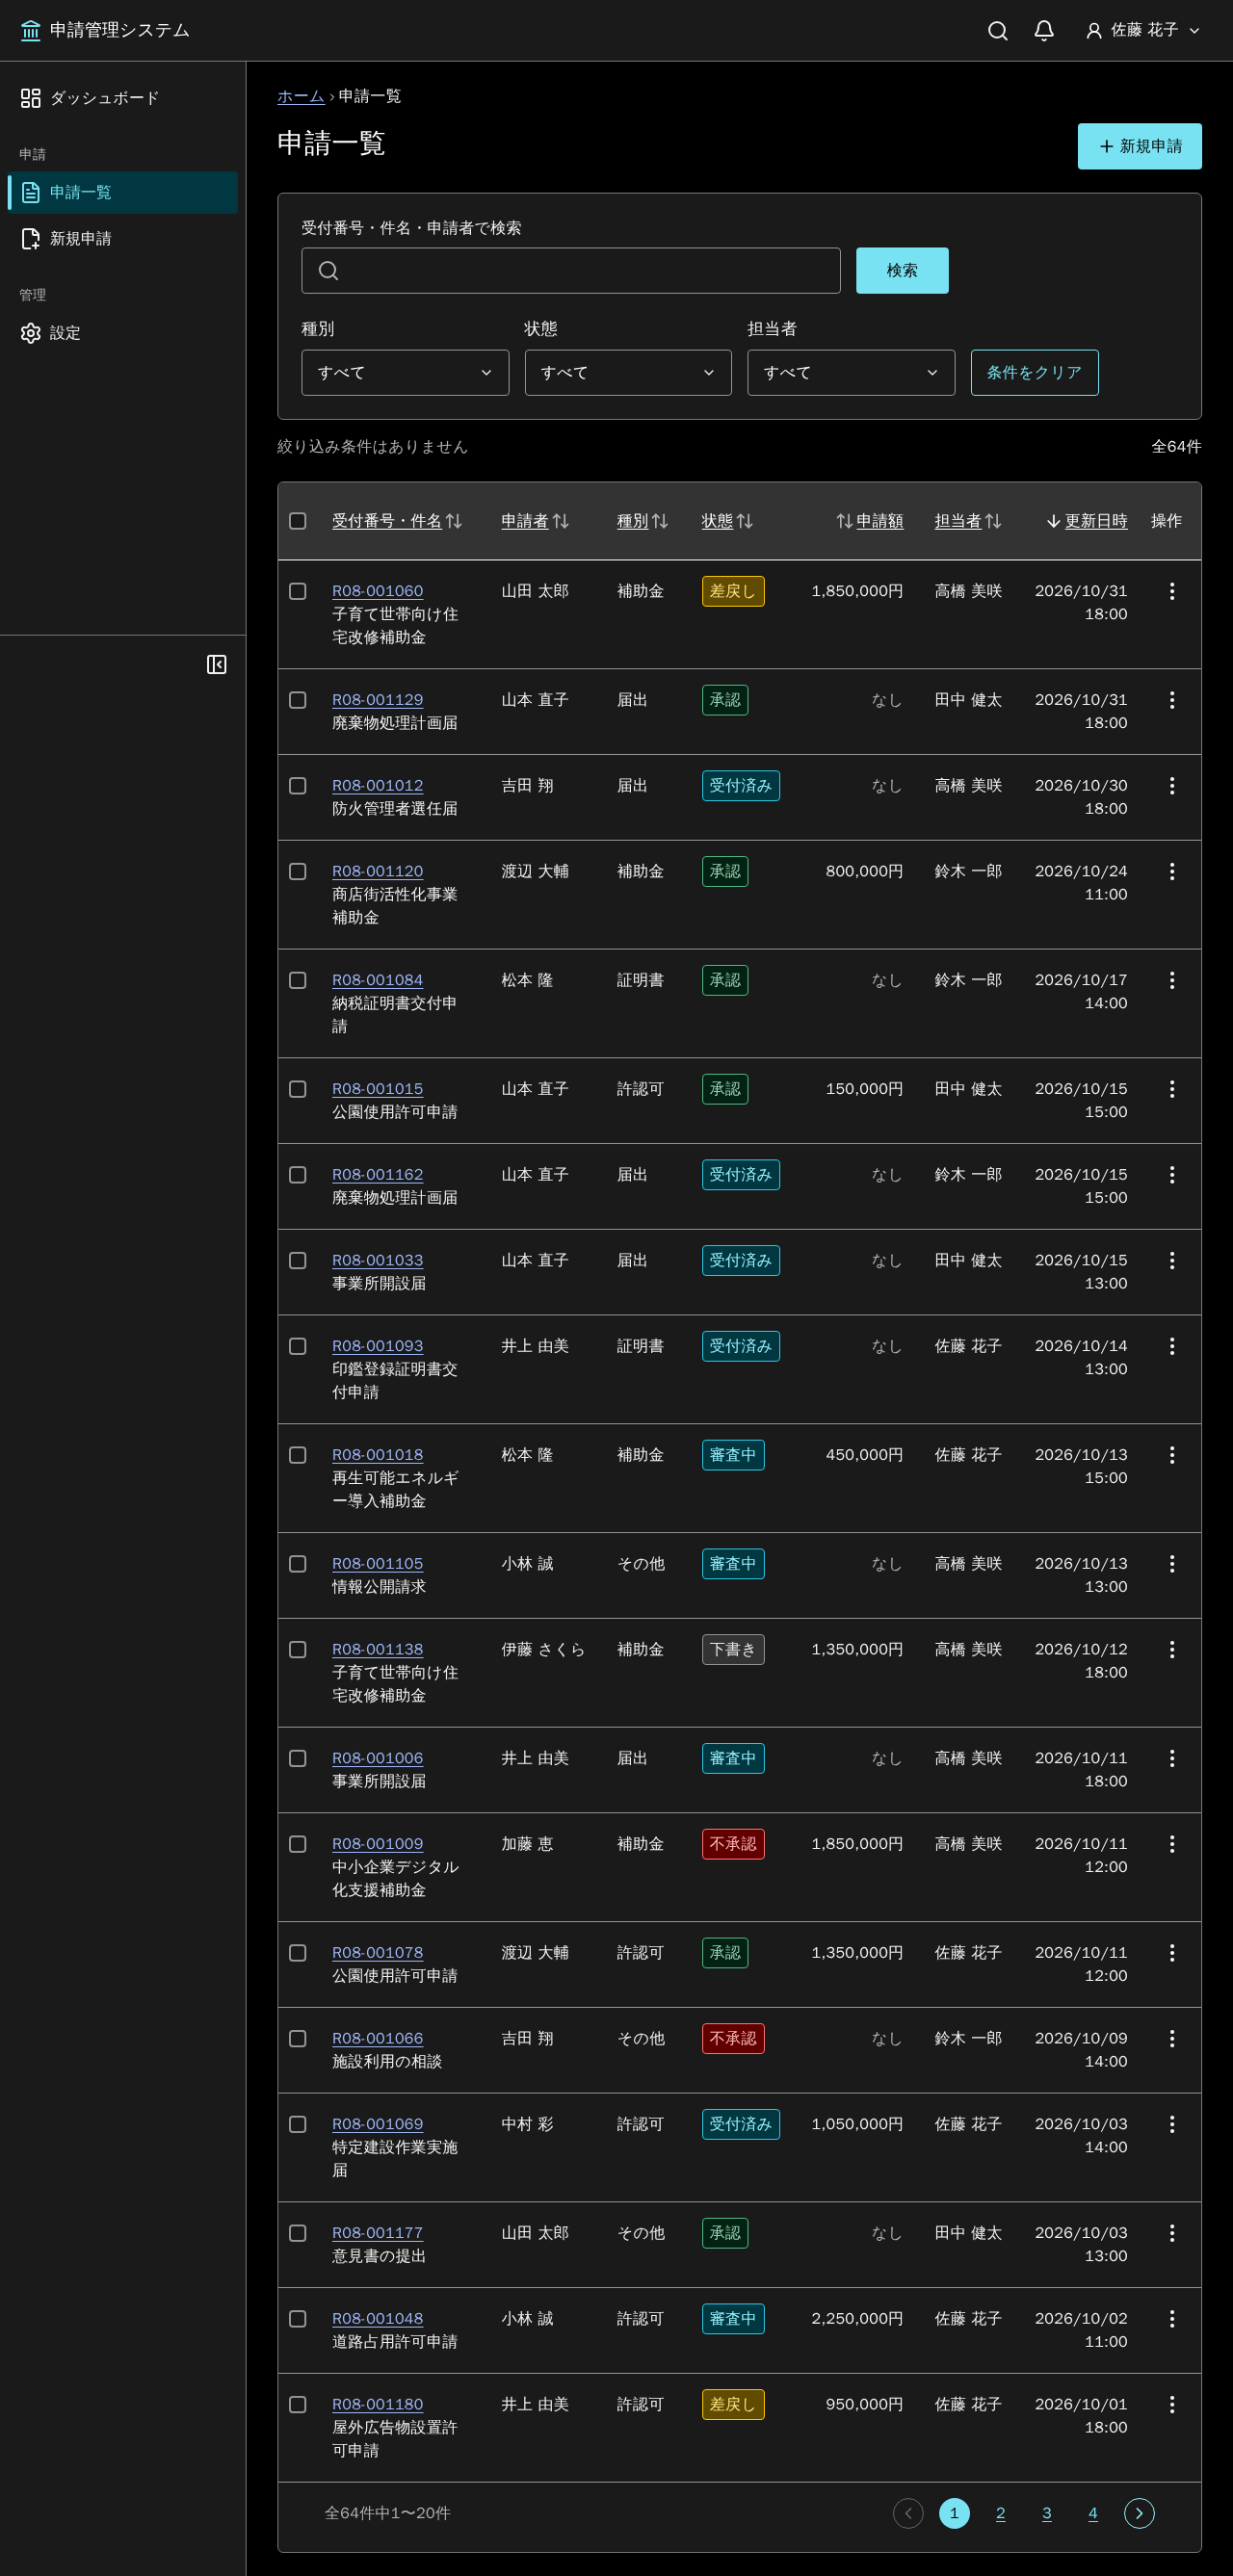 申請管理システム
佐藤 花子
ダッシュボード
申請
申請一覧
新規申請
管理
設定
ホーム › 申請一覧
申請一覧
新規申請
受付番号・件名・申請者で検索
検索
種別
状態
担当者
すべて
すべて
すべて
条件をクリア
絞り込み条件はありません
全64件
受付番号・件名 申請者 種別 状態 申請額 担当者 更新日時 操作
R08-001060 山田 太郎 補助金 差戻し 1,850,000円 高橋 美咲 2026/10/31
子育て世帯向け住 18:00
宅改修補助金
R08-001129 山本 直子 届出 承認 なし 田中 健太 2026/10/31
廃棄物処理計画届 18:00
R08-001012 吉田 翔 届出 受付済み なし 高橋 美咲 2026/10/30
防火管理者選任届 18:00
R08-001120 渡辺 大輔 補助金 承認 800,000円 鈴木 一郎 2026/10/24
商店街活性化事業 11:00
補助金
R08-001084 松本 隆 証明書 承認 なし 鈴木 一郎 2026/10/17
納税証明書交付申 14:00
請
R08-001015 山本 直子 許認可 承認 150,000円 田中 健太 2026/10/15
公園使用許可申請 15:00
R08-001162 山本 直子 届出 受付済み なし 鈴木 一郎 2026/10/15
廃棄物処理計画届 15:00
R08-001033 山本 直子 届出 受付済み なし 田中 健太 2026/10/15
事業所開設届 13:00
R08-001093 井上 由美 証明書 受付済み なし 佐藤 花子 2026/10/14
印鑑登録証明書交 13:00
付申請
R08-001018 松本 隆 補助金 審査中 450,000円 佐藤 花子 2026/10/13
再生可能エネルギ 15:00
ー導入補助金
R08-001105 小林 誠 その他 審査中 なし 高橋 美咲 2026/10/13
情報公開請求 13:00
R08-001138 伊藤 さくら 補助金 下書き 1,350,000円 高橋 美咲 2026/10/12
子育て世帯向け住 18:00
宅改修補助金
R08-001006 井上 由美 届出 審査中 なし 高橋 美咲 2026/10/11
事業所開設届 18:00
R08-001009 加藤 恵 補助金 不承認 1,850,000円 高橋 美咲 2026/10/11
中小企業デジタル 12:00
化支援補助金
R08-001078 渡辺 大輔 許認可 承認 1,350,000円 佐藤 花子 2026/10/11
公園使用許可申請 12:00
R08-001066 吉田 翔 その他 不承認 なし 鈴木 一郎 2026/10/09
施設利用の相談 14:00
R08-001069 中村 彩 許認可 受付済み 1,050,000円 佐藤 花子 2026/10/03
特定建設作業実施 14:00
届
R08-001177 山田 太郎 その他 承認 なし 田中 健太 2026/10/03
意見書の提出 13:00
R08-001048 小林 誠 許認可 審査中 2,250,000円 佐藤 花子 2026/10/02
道路占用許可申請 11:00
R08-001180 井上 由美 許認可 差戻し 950,000円 佐藤 花子 2026/10/01
屋外広告物設置許 18:00
可申請
全64件中1〜20件 1 2 3 4